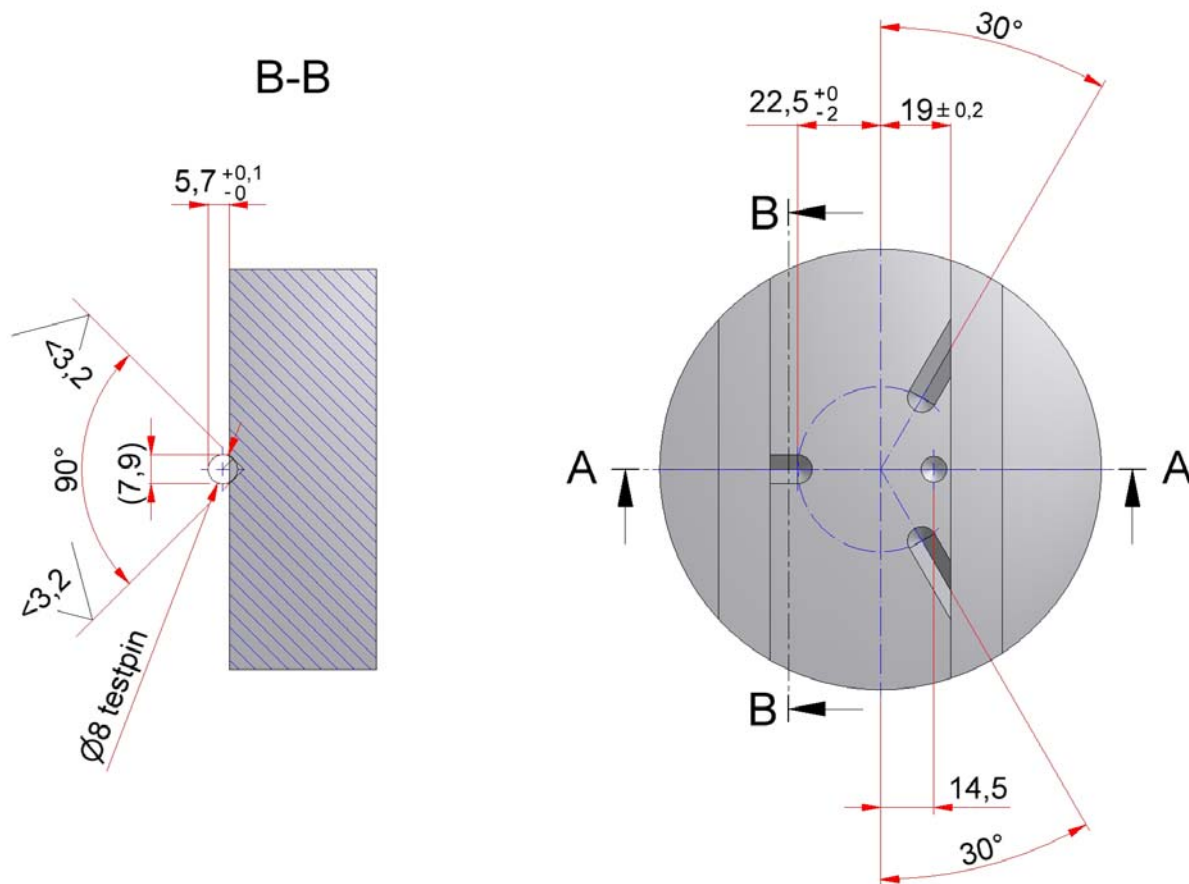 B-B
30°
22,5 +0 -2
19 ±0,2
5,7 +0,1 -0
B
<3,2
90°
(7,9)
A
A
<3,2
Ø8 testpin
B
14,5
30°